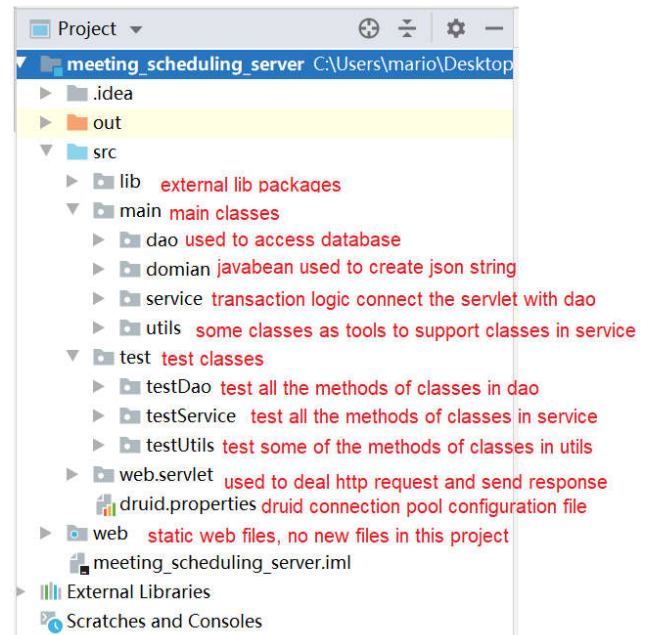 Project
meeting_scheduling_server C:\Users\mario\Desktop
.idea
out
src
lib external lib packages
main main classes
dao used to access database
domian javabean used to create json string
service transaction logic connect the servlet with dao
utils some classes as tools to support classes in service
test test classes
testDao test all the methods of classes in dao
testService test all the methods of classes in service
testUtils test some of the methods of classes in utils
web.servlet used to deal http request and send response
druid.properties druid connection pool configuration file
web static web files, no new files in this project
meeting_scheduling_server.iml
External Libraries
Scratches and Consoles